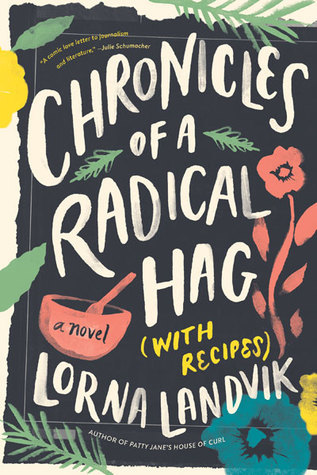 "A comic love letter to journalism
and literature." –Julie Schumacher
CHRONICLES
OF A
RADICAL
HAG
(WITH
RECIPES)
a novel
LORNA LANDVIK
AUTHOR OF PATTY JANE'S HOUSE OF CURL